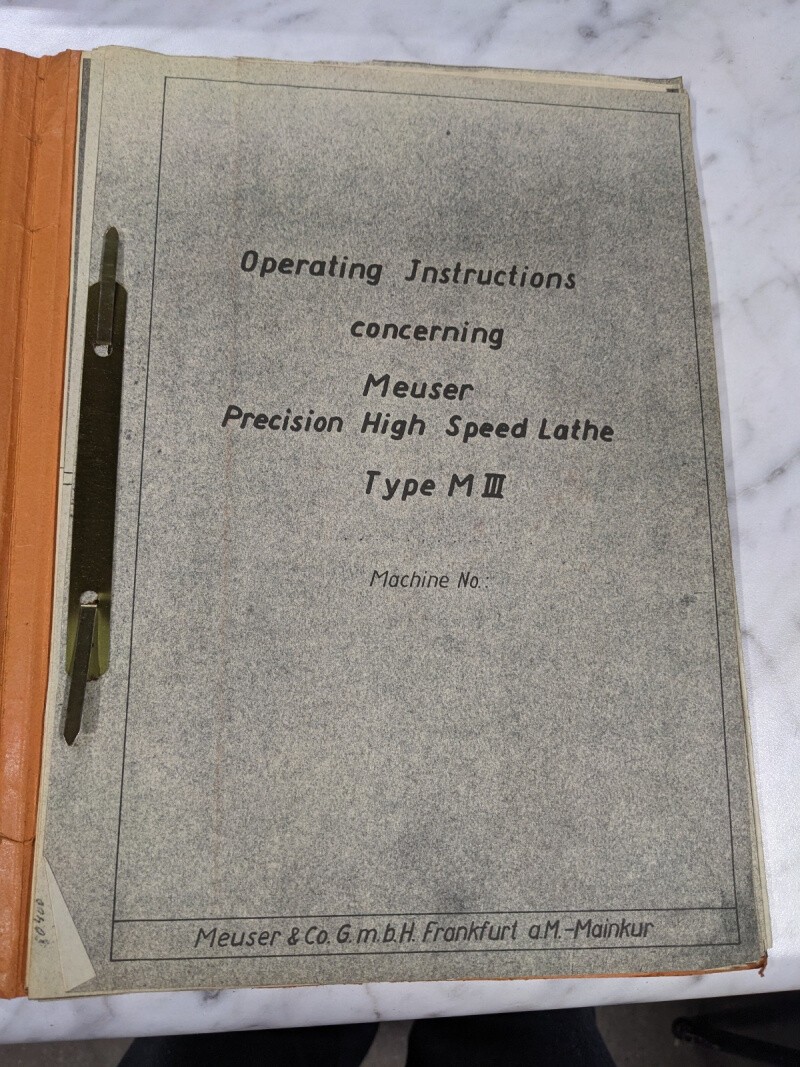 Operating Jnstructions
concerning
Meuser
Precision High Speed Lathe
Type M III
Machine No.:
Meuser & Co. G.m.b.H. Frankfurt a.M.-Mainkur